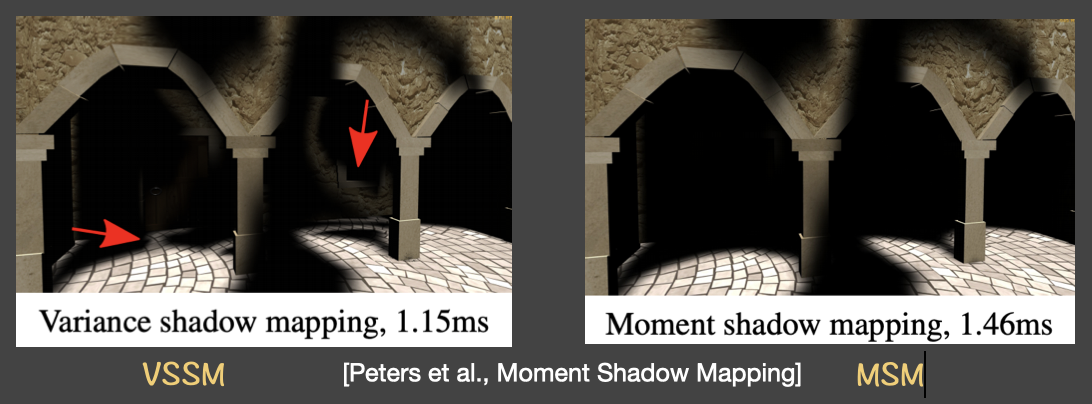 Variance shadow mapping, 1.15ms
Moment shadow mapping, 1.46ms
VSSM
[Peters et al., Moment Shadow Mapping]
MSM